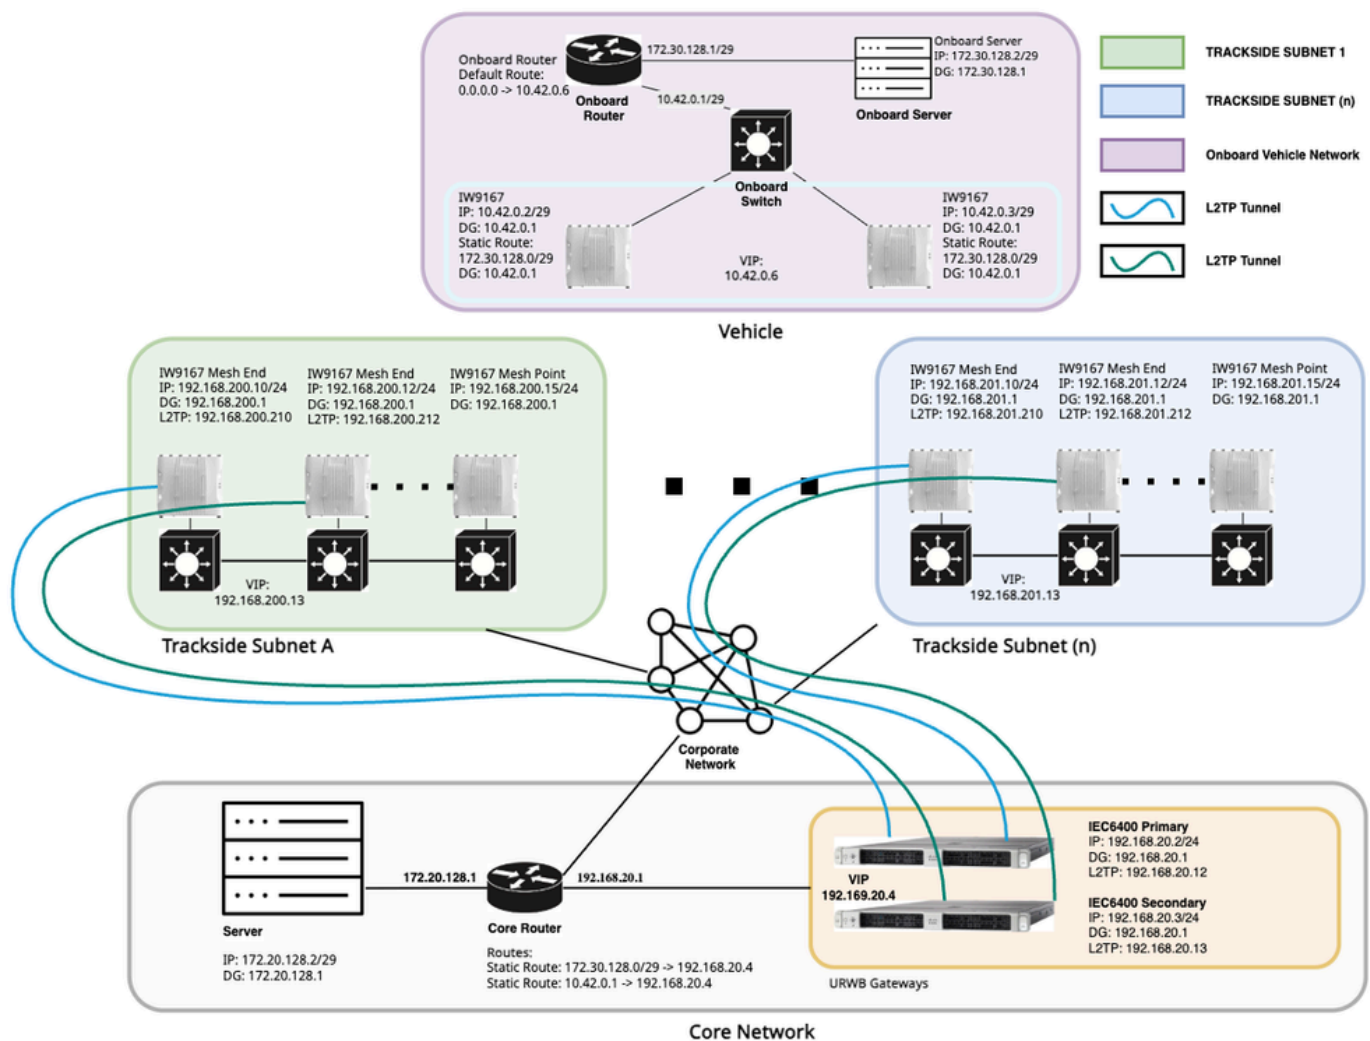 Onboard Router
Default Route:
0.0.0.0 -> 10.42.0.6
Onboard
Router
172.30.128.1/29
10.42.0.1/29
Onboard Server
IP: 172.30.128.2/29
DG: 172.30.128.1
Onboard Server
Onboard
Switch
IW9167
IP: 10.42.0.2/29
DG: 10.42.0.1
Static Route:
172.30.128.0/29
DG: 10.42.0.1
VIP:
10.42.0.6
IW9167
IP: 10.42.0.3/29
DG: 10.42.0.1
Static Route:
172.30.128.0/29
DG: 10.42.0.1
Vehicle
TRACKSIDE SUBNET 1
TRACKSIDE SUBNET (n)
Onboard Vehicle Network
L2TP Tunnel
L2TP Tunnel
IW9167 Mesh End
IP: 192.168.200.10/24
DG: 192.168.200.1
L2TP: 192.168.200.210
IW9167 Mesh End
IP: 192.168.200.12/24
DG: 192.168.200.1
L2TP: 192.168.200.212
IW9167 Mesh Point
IP: 192.168.200.15/24
DG: 192.168.200.1
VIP:
192.168.200.13
Trackside Subnet A
IW9167 Mesh End
IP: 192.168.201.10/24
DG: 192.168.201.1
L2TP: 192.168.201.210
IW9167 Mesh End
IP: 192.168.201.12/24
DG: 192.168.201.1
L2TP: 192.168.201.212
IW9167 Mesh Point
IP: 192.168.201.15/24
DG: 192.168.201.1
VIP:
192.168.201.13
Trackside Subnet (n)
Corporate
Network
Server
IP: 172.20.128.2/29
DG: 172.20.128.1
172.20.128.1
192.168.20.1
Core Router
Routes:
Static Route: 172.30.128.0/29 -> 192.168.20.4
Static Route: 10.42.0.1 -> 192.168.20.4
VIP
192.169.20.4
IEC6400 Primary
IP: 192.168.20.2/24
DG: 192.168.20.1
L2TP: 192.168.20.12
IEC6400 Secondary
IP: 192.168.20.3/24
DG: 192.168.20.1
L2TP: 192.168.20.13
URWB Gateways
Core Network